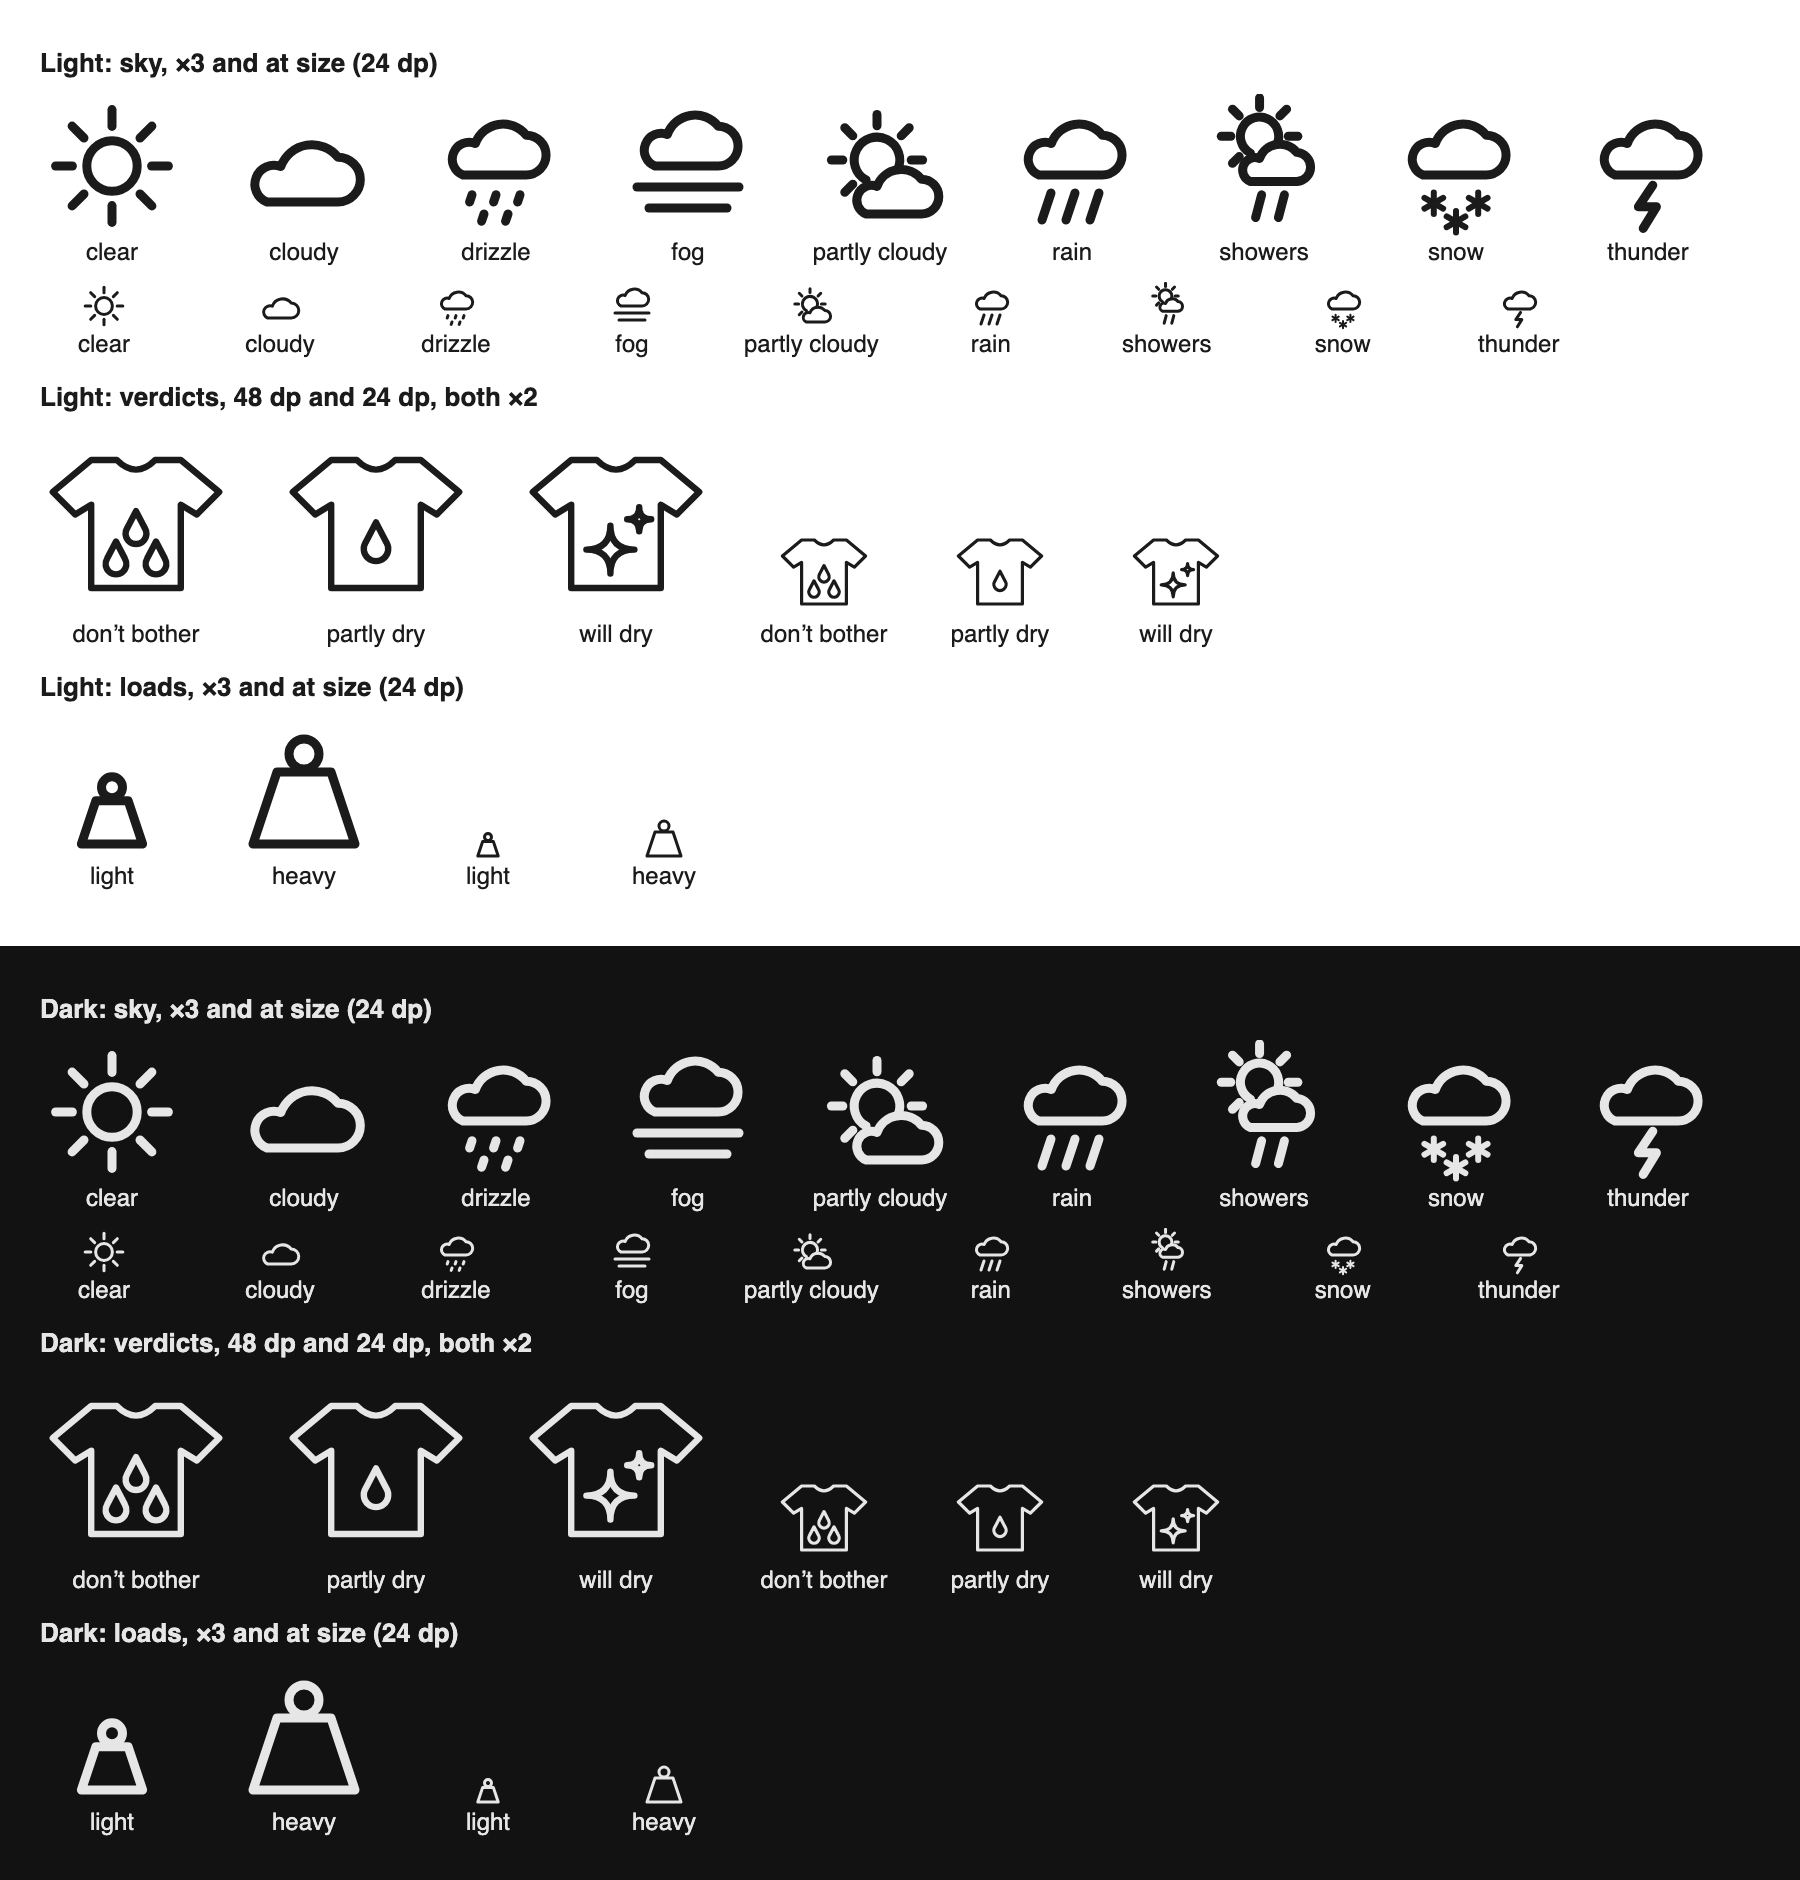 Light: sky, ×3 and at size (24 dp)
clear cloudy drizzle fog partly cloudy rain showers snow thunder
clear cloudy drizzle fog partly cloudy rain showers snow thunder
Light: verdicts, 48 dp and 24 dp, both ×2
don’t bother partly dry will dry don’t bother partly dry will dry
Light: loads, ×3 and at size (24 dp)
light heavy light heavy
Dark: sky, ×3 and at size (24 dp)
clear cloudy drizzle fog partly cloudy rain showers snow thunder
clear cloudy drizzle fog partly cloudy rain showers snow thunder
Dark: verdicts, 48 dp and 24 dp, both ×2
don’t bother partly dry will dry don’t bother partly dry will dry
Dark: loads, ×3 and at size (24 dp)
light heavy light heavy